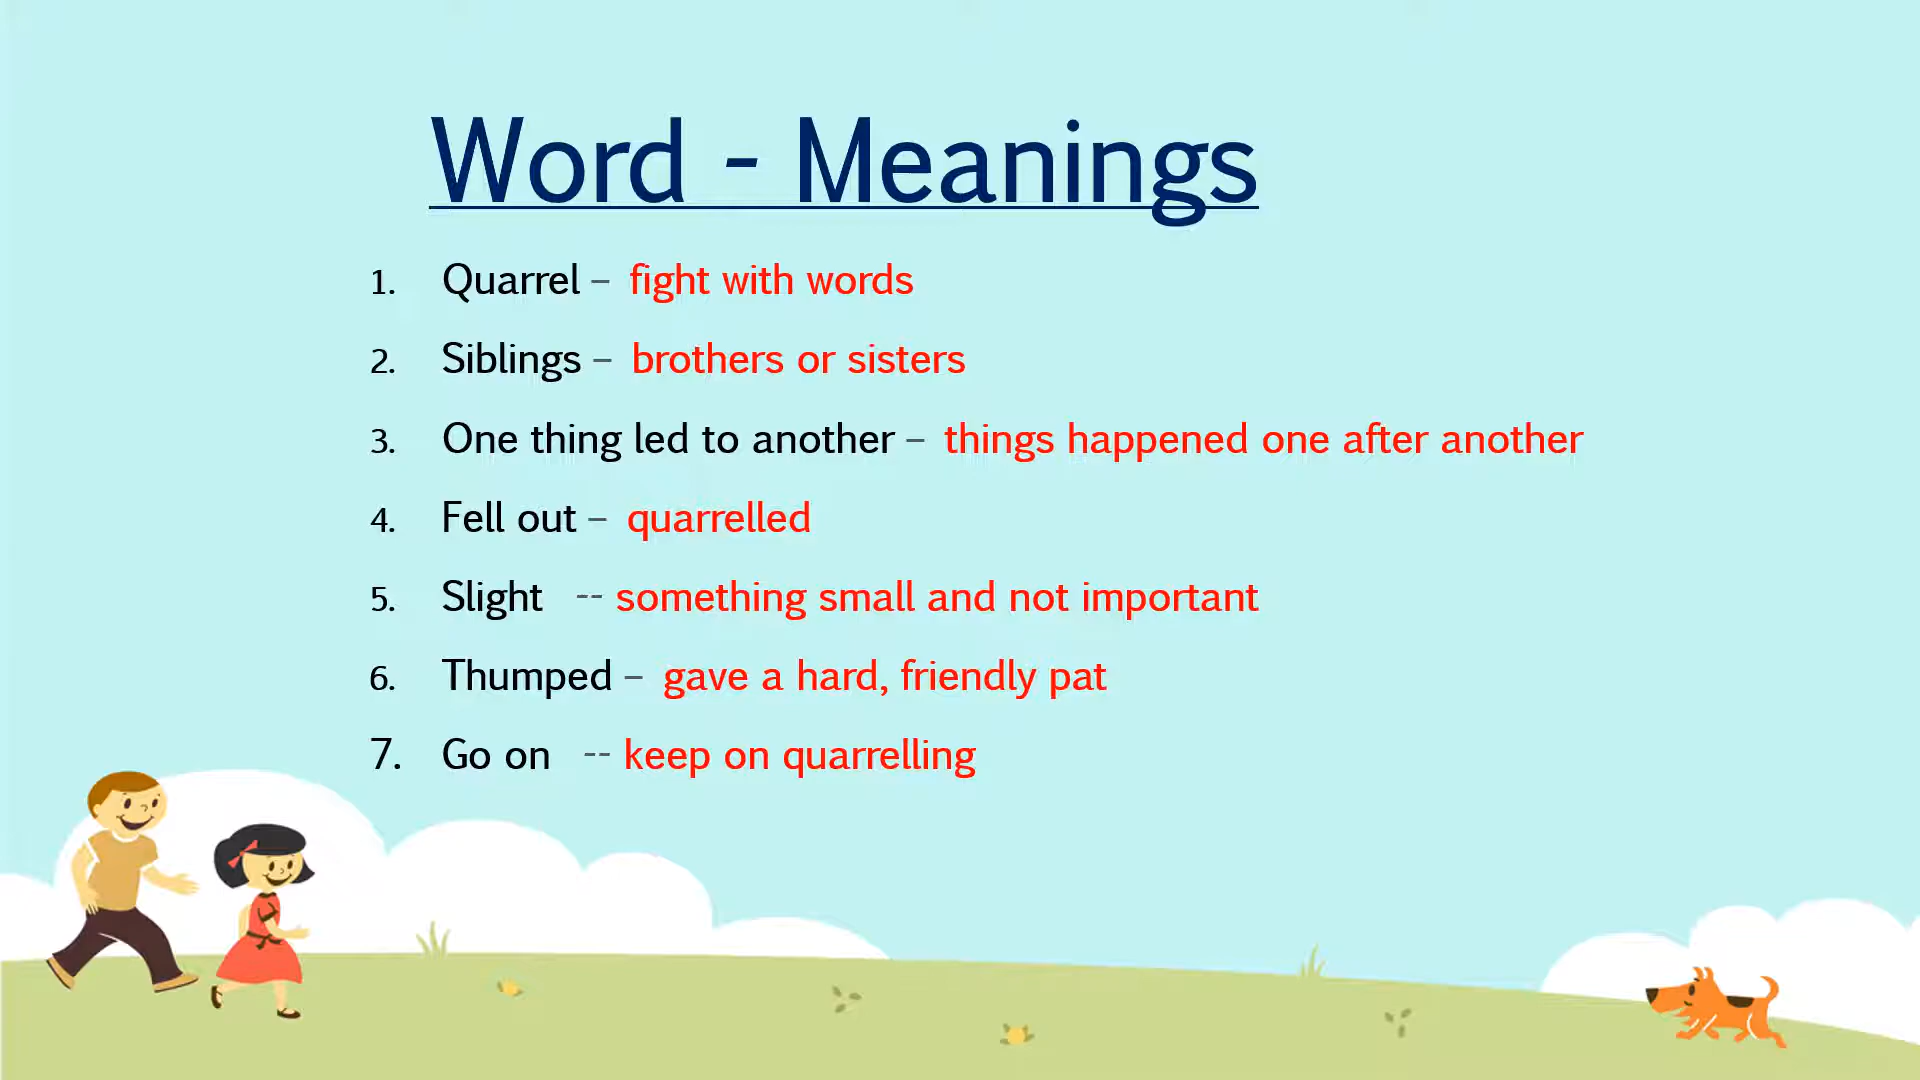 Word - Meanings
1. Quarrel – fight with words
2. Siblings – brothers or sisters
3. One thing led to another – things happened one after another
4. Fell out – quarrelled
5. Slight -- something small and not important
6. Thumped – gave a hard, friendly pat
7. Go on -- keep on quarrelling